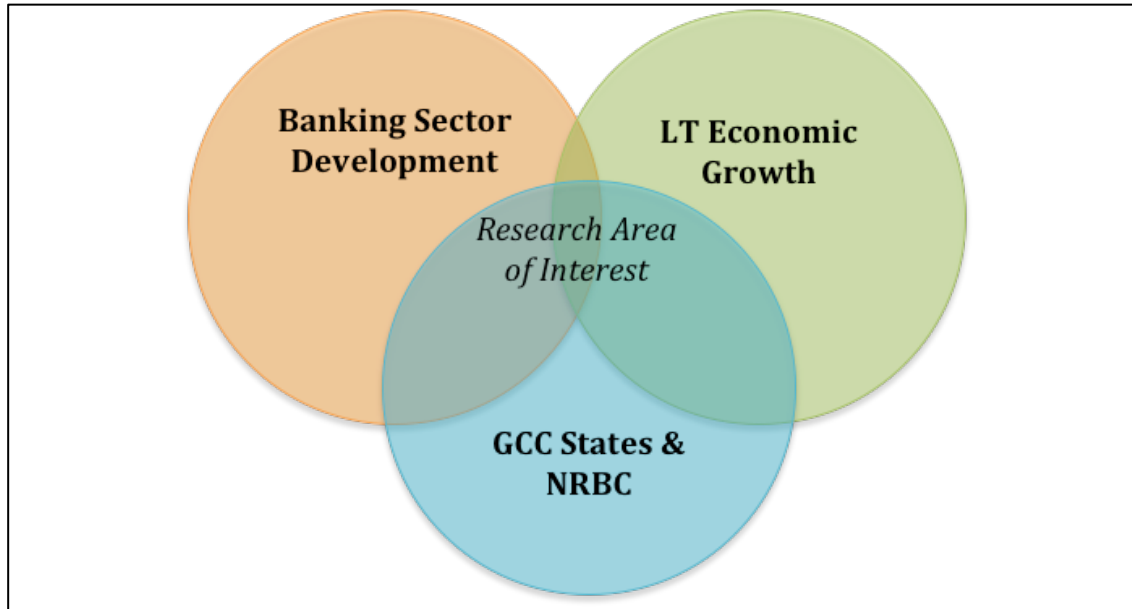 Banking Sector
Development
LT Economic
Growth
Research Area
of Interest
GCC States &
NRBC